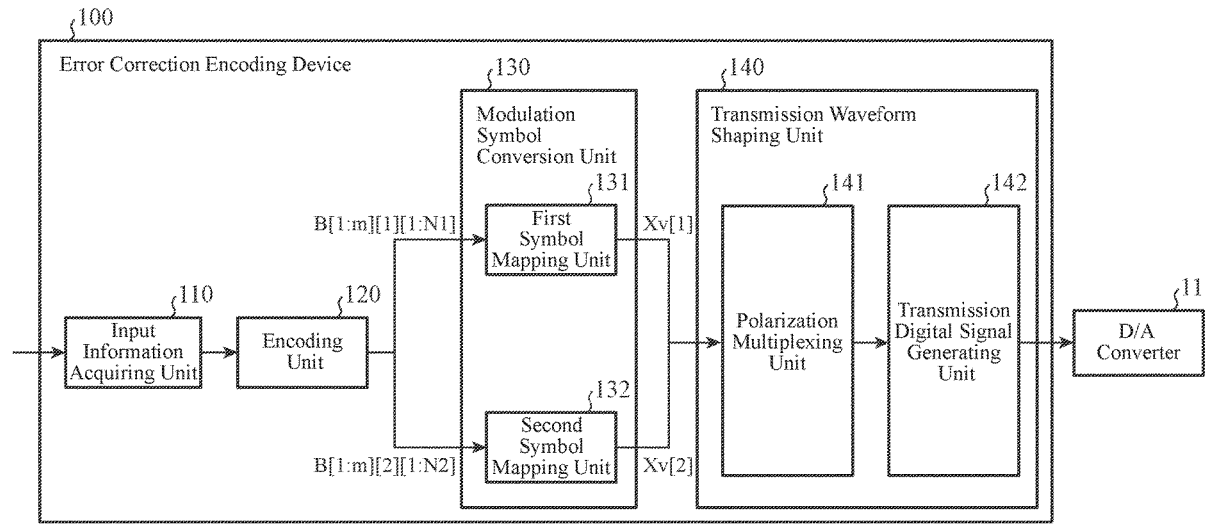 100
Error Correction Encoding Device
130
Modulation
Symbol
Conversion Unit
140
Transmission Waveform
Shaping Unit
131
First
Symbol
Mapping Unit
141
142
B[1:m][1][1:N1]
Xv[1]
110
Input
Information
Acquiring Unit
120
Encoding
Unit
Polarization
Multiplexing
Unit
Transmission
Digital Signal
Generating
Unit
11
D/A
Converter
132
Second
Symbol
Mapping Unit
B[1:m][2][1:N2]
Xv[2]